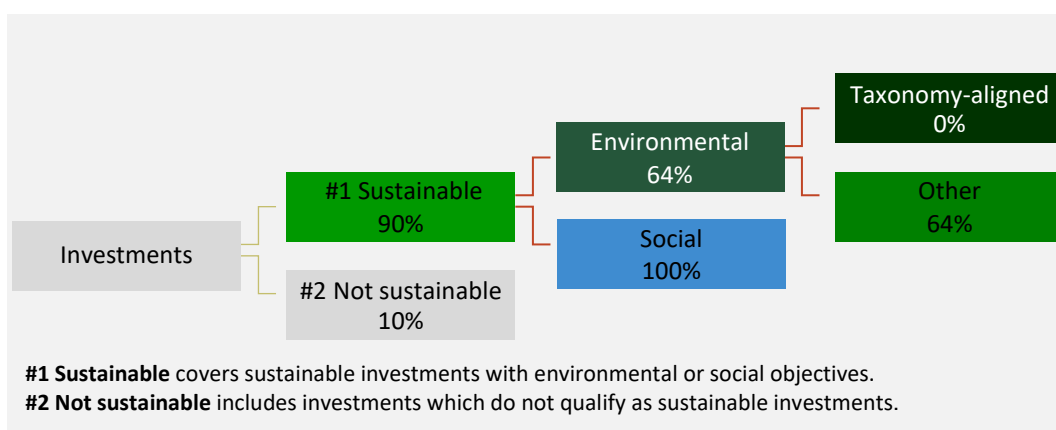 Taxonomy-aligned
0%
Environmental
64%
#1 Sustainable
90%
Other
64%
Investments
Social
100%
#2 Not sustainable
10%
#1 Sustainable covers sustainable investments with environmental or social objectives.
#2 Not sustainable includes investments which do not qualify as sustainable investments.